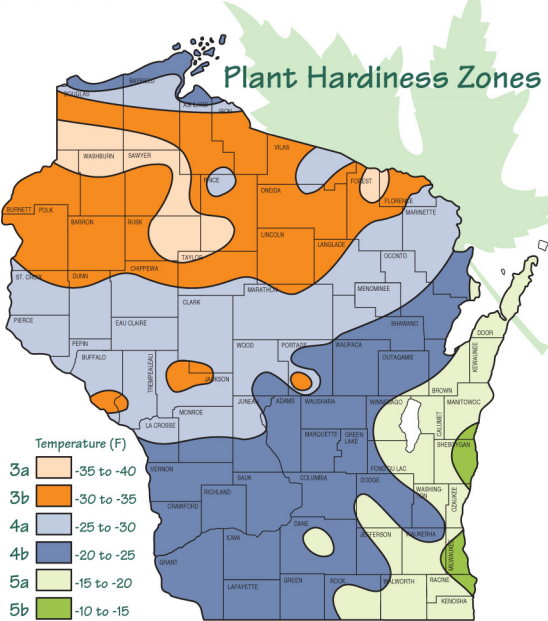 Plant Hardiness Zones
BAYFIELD
DOUGLAS
ASHLAND
IRON
VILAS
WASHBURN
SAWYER
PRICE
FOREST
ONEIDA
FLORENCE
BURNETT
POLK
MARINETTE
BARRON
RUSK
LINCOLN
LANGLADE
TAYLOR
OCONTO
CHIPPEWA
ST. CROIX
DUNN
MARATHON
MENOMINEE
CLARK
PIERCE
EAU CLAIRE
SHAWANO
DOOR
PEPIN
WOOD
PORTAGE
WAUPACA
KEWAUNEE
BUFFALO
TREMPEALEAU
OUTAGAMIE
JACKSON
BROWN
MONROE
JUNEAU
ADAMS
WAUSHARA
WINNEBAGO
CALUMET
MANITOWOC
LA CROSSE
MARQUETTE
GREEN
LAKE
SHEBOYGAN
Temperature (F)
3a -35 to -40
3b -30 to -35
4a -25 to -30
4b -20 to -25
5a -15 to -20
5b -10 to -15
VERNON
FOND DU LAC
SAUK
COLUMBIA
DODGE
RICHLAND
WASHING-
TON
OZAUKEE
CRAWFORD
DANE
IOWA
JEFFERSON
WAUKESHA
MILWAUKEE
GRANT
LAFAYETTE
GREEN
ROCK
WALWORTH
RACINE
KENOSHA